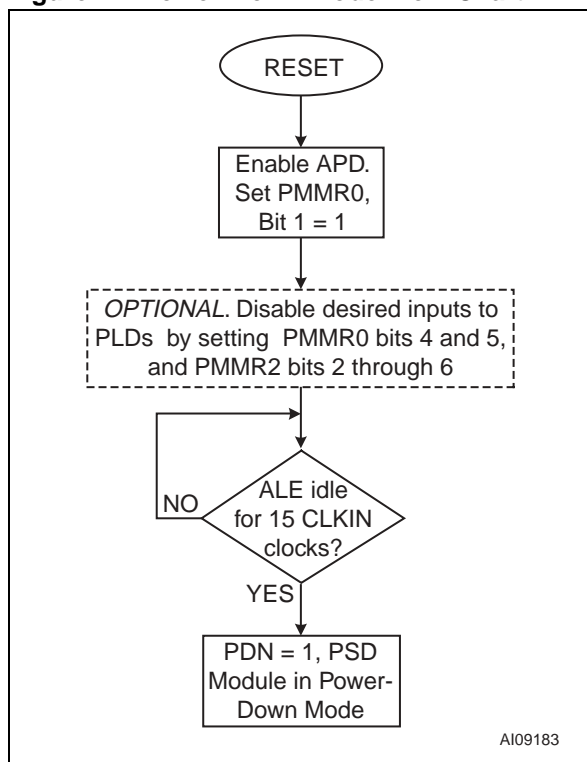 RESET
Enable APD.
Set PMMR0,
Bit 1 = 1
OPTIONAL. Disable desired inputs to
PLDs by setting PMMR0 bits 4 and 5,
and PMMR2 bits 2 through 6
ALE idle
for 15 CLKIN
clocks?
NO
YES
PDN = 1, PSD
Module in Power-
Down Mode
AI09183